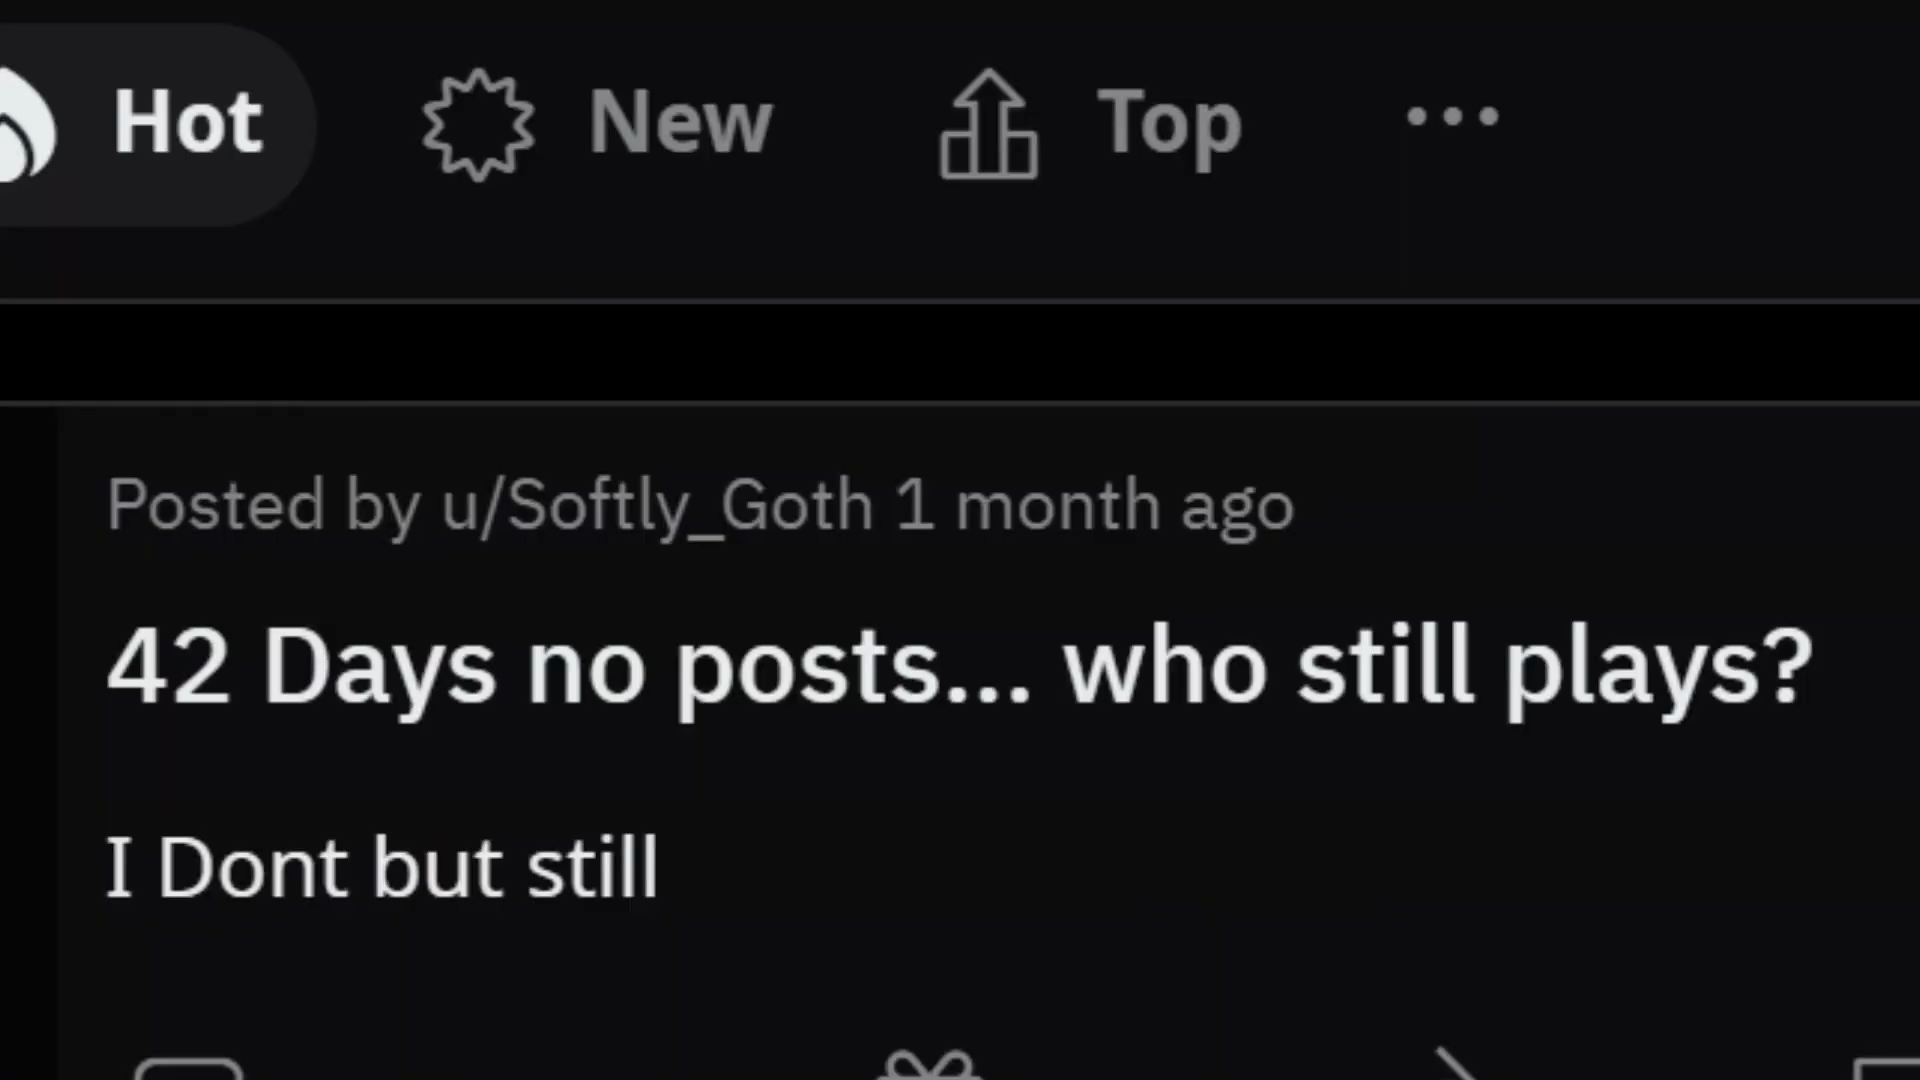 Hot New Top
Posted by u/Softly_Goth 1 month ago
42 Days no posts... who still plays?
I Dont but still